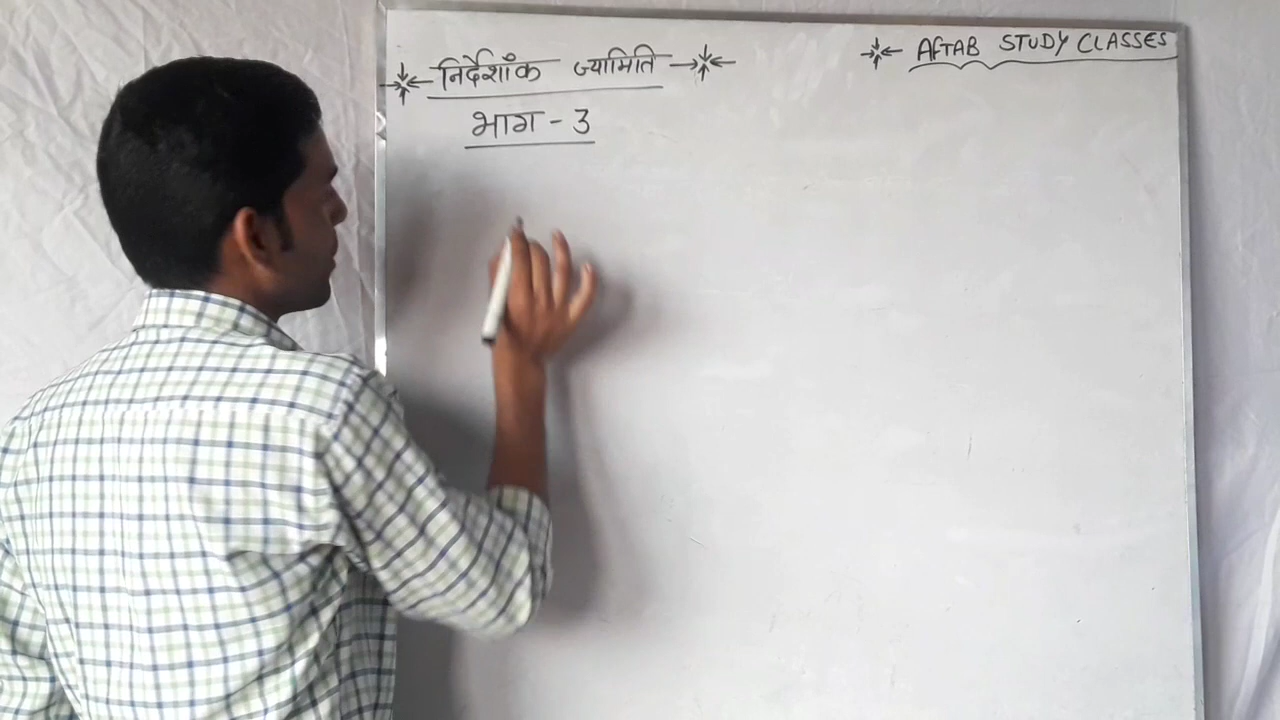 निर्देशांक ज्यामिति
भाग - 3
AFTAB STUDY CLASSES